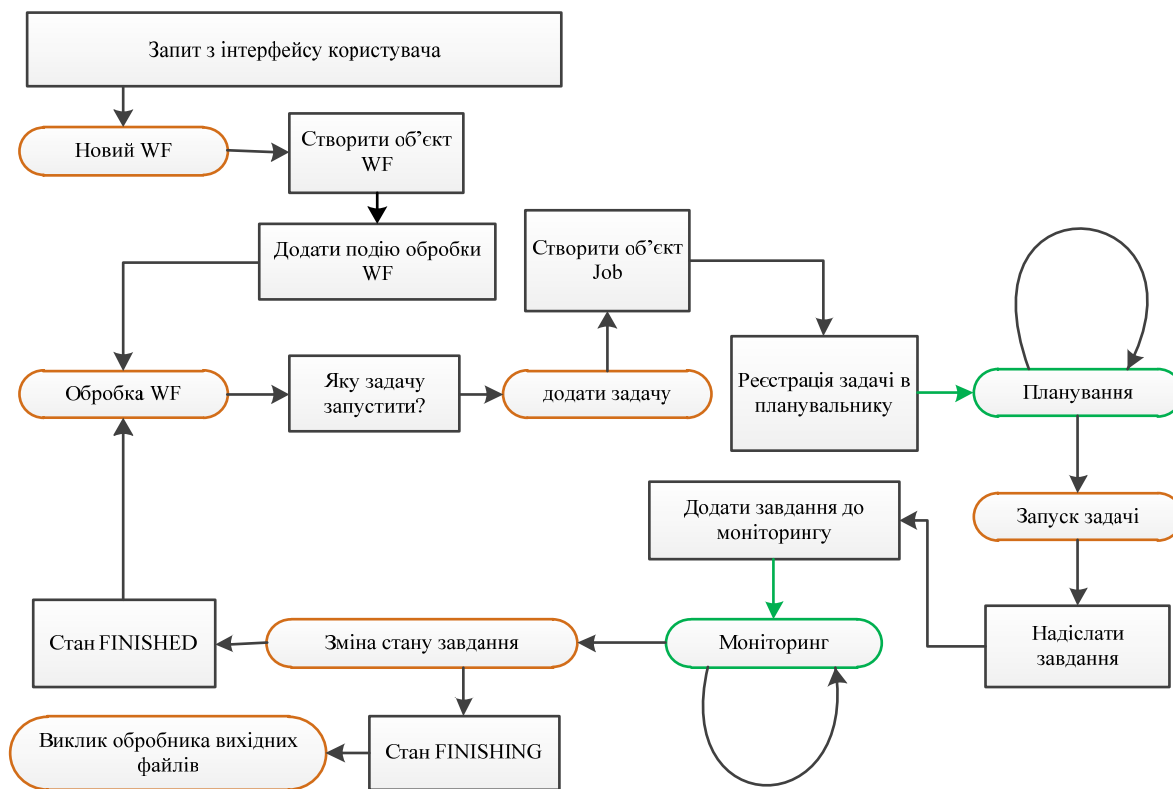 Запит з інтерфейсу користувача
Новий WF
Створити об’єкт
WF
Додати подію обробки
WF
Створити об’єкт
Job
Обробка WF
Яку задачу
запустити?
додати задачу
Реєстрація задачі в
планувальнику
Планування
Додати завдання до
моніторингу
Запуск задачі
Стан FINISHED
Зміна стану завдання
Моніторинг
Надіслати
завдання
Виклик обробника вихідних
файлів
Стан FINISHING